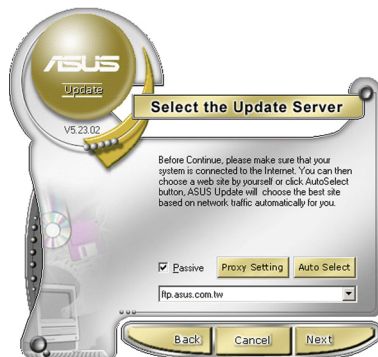 ASUS
Update
V5.23.02
Select the Update Server
Before Continue, please make sure that your
system is connected to the Internet. You can then
choose a web site by yourself or click AutoSelect
button, ASUS Update will choose the best site
based on network traffic automatically for you.
Passive
Proxy Setting
Auto Select
ftp.asus.com.tw
Back
Cancel
Next